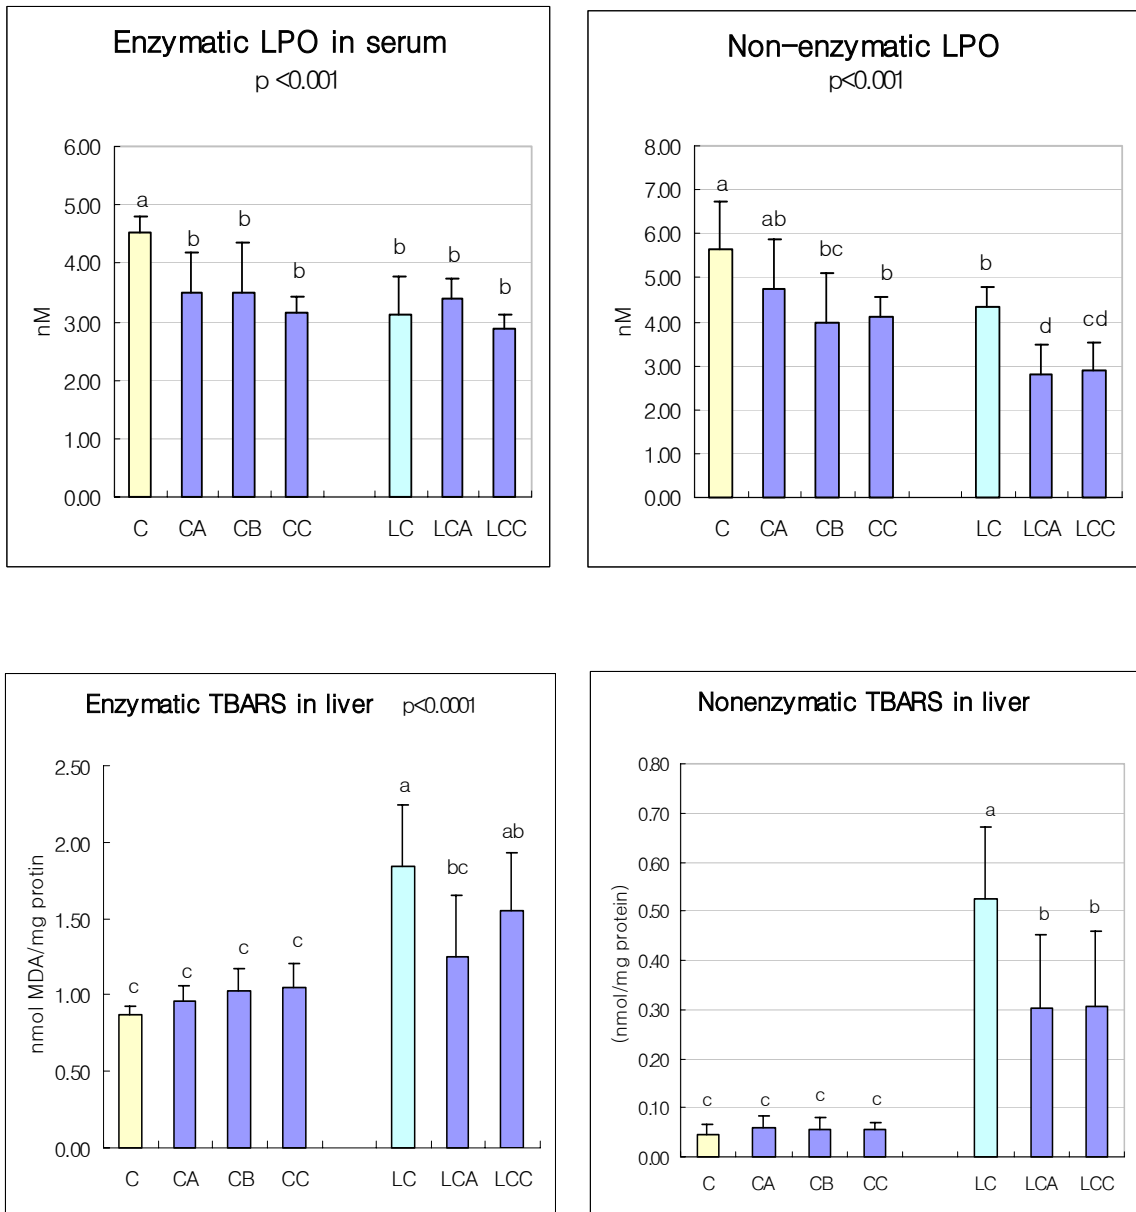 Enzymatic LPO in serum
p <0.001
6.00
5.00
4.00
3.00
2.00
1.00
0.00
nM
a
b
b
b
b
b
b
C CA CB CC LC LCA LCC
Non-enzymatic LPO
p<0.001
8.00
7.00
6.00
5.00
4.00
3.00
2.00
1.00
0.00
nM
a
ab
bc
b
b
d
cd
C CA CB CC LC LCA LCC
Enzymatic TBARS in liver p<0.0001
2.50
2.00
1.50
1.00
0.50
0.00
nmol MDA/mg protin
c
c
c
c
a
bc
ab
C CA CB CC LC LCA LCC
Nonenzymatic TBARS in liver
0.80
0.70
0.60
0.50
0.40
0.30
0.20
0.10
0.00
(nmol/mg protein)
c
c
c
c
a
b
b
C CA CB CC LC LCA LCC